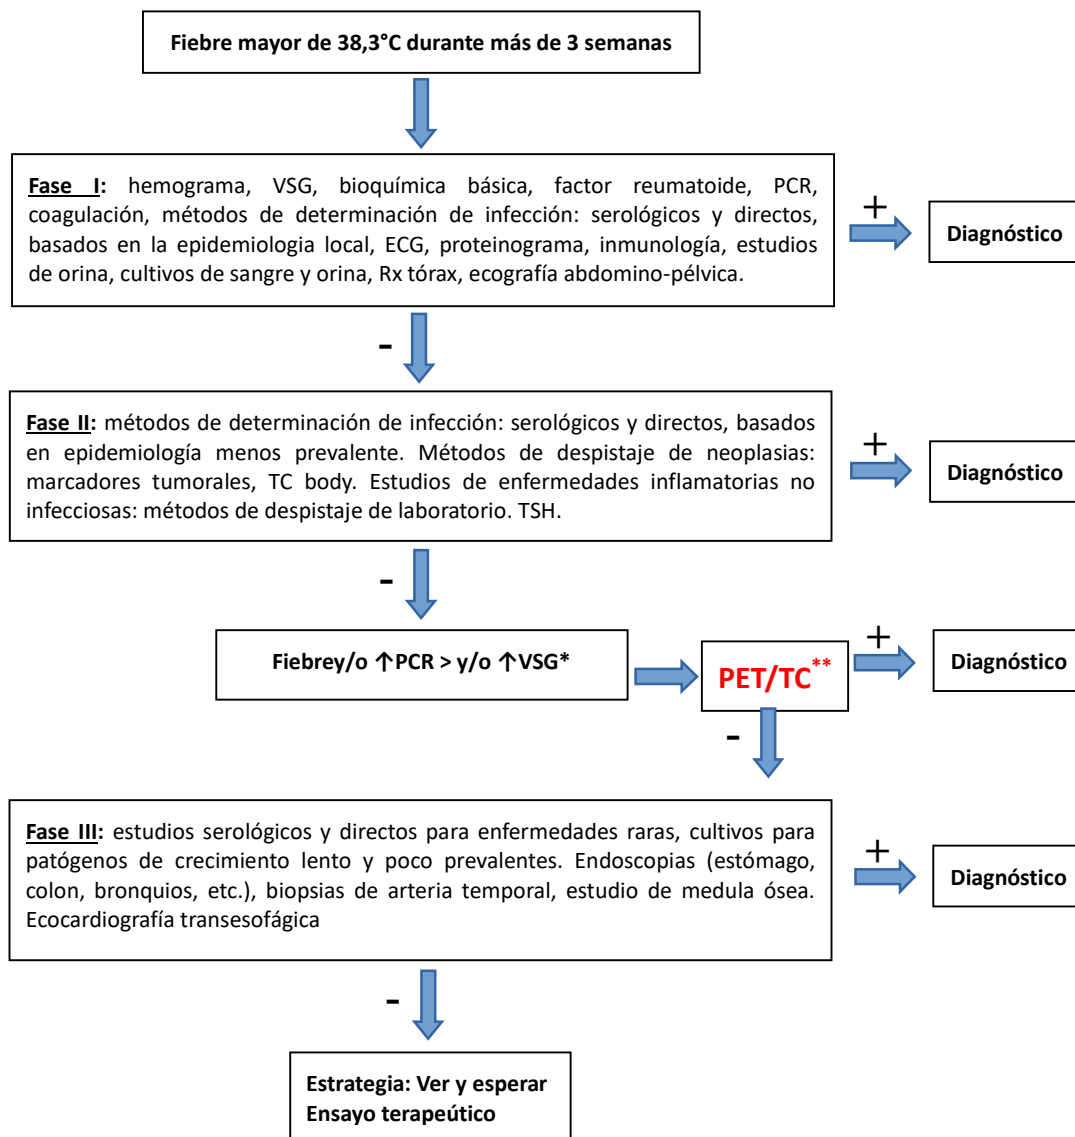 Fiebre mayor de 38,3°C durante más de 3 semanas
Fase I: hemograma, VSG, bioquímica básica, factor reumatoide, PCR,
coagulación, métodos de determinación de infección: serológicos y directos,
basados en la epidemiologia local, ECG, proteinograma, inmunología, estudios
de orina, cultivos de sangre y orina, Rx tórax, ecografía abdomino-pélvica.
+
Diagnóstico
-
Fase II: métodos de determinación de infección: serológicos y directos, basados
en epidemiología menos prevalente. Métodos de despistaje de neoplasias:
marcadores tumorales, TC body. Estudios de enfermedades inflamatorias no
infecciosas: métodos de despistaje de laboratorio. TSH.
+
Diagnóstico
-
Fiebrey/o ↑PCR > y/o ↑VSG*
PET/TC**
+
Diagnóstico
-
Fase III: estudios serológicos y directos para enfermedades raras, cultivos para
patógenos de crecimiento lento y poco prevalentes. Endoscopias (estómago,
colon, bronquios, etc.), biopsias de arteria temporal, estudio de medula ósea.
Ecocardiografía transesofágica
+
Diagnóstico
-
Estrategia: Ver y esperar
Ensayo terapeútico